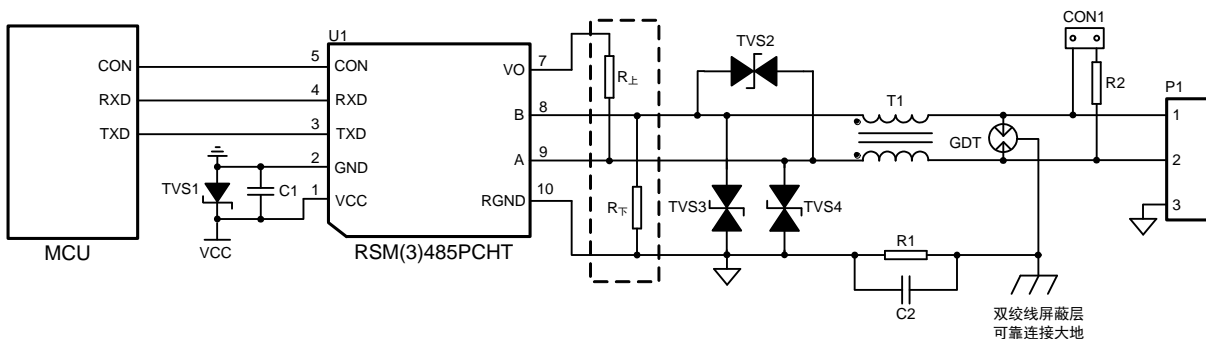 CON1
U1
TVS2
CON
5
CON
VO
7
R上
T1
R2
P1
RXD
4
RXD
B
8
1
TXD
3
TXD
GDT
A
9
2
2
GND
TVS1
C1
1
VCC
RGND
10
R下
TVS3
TVS4
3
VCC
MCU
RSM(3)485PCHT
R1
C2
双绞线屏蔽层
可靠连接大地